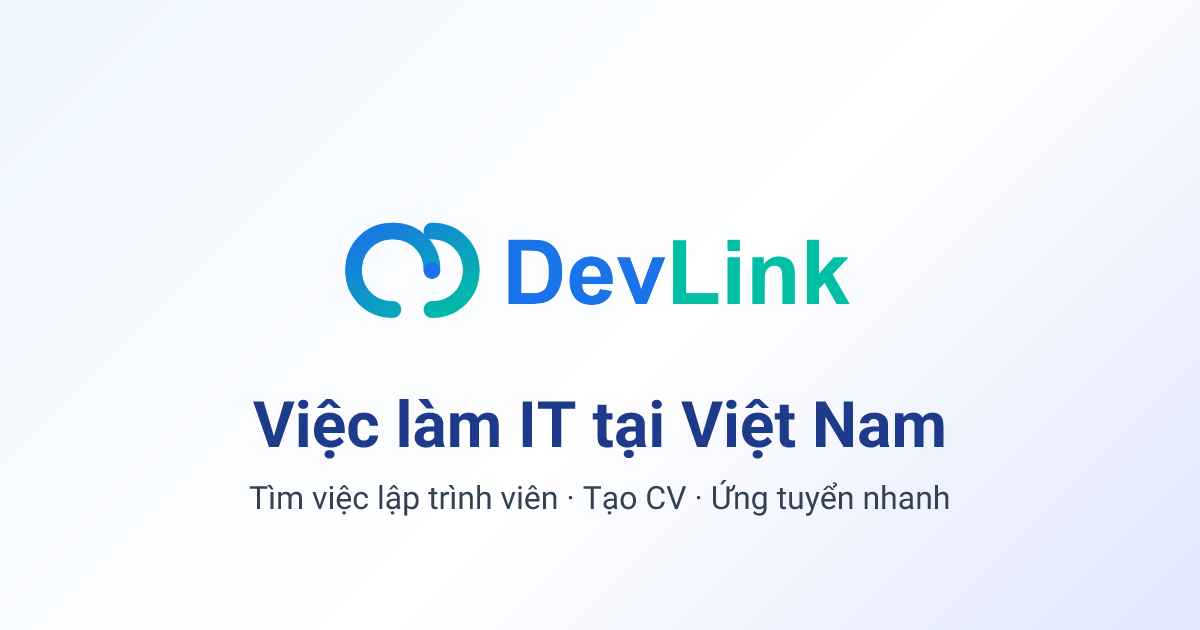 DevLink
Việc làm IT tại Việt Nam
Tìm việc lập trình viên · Tạo CV · Ứng tuyển nhanh